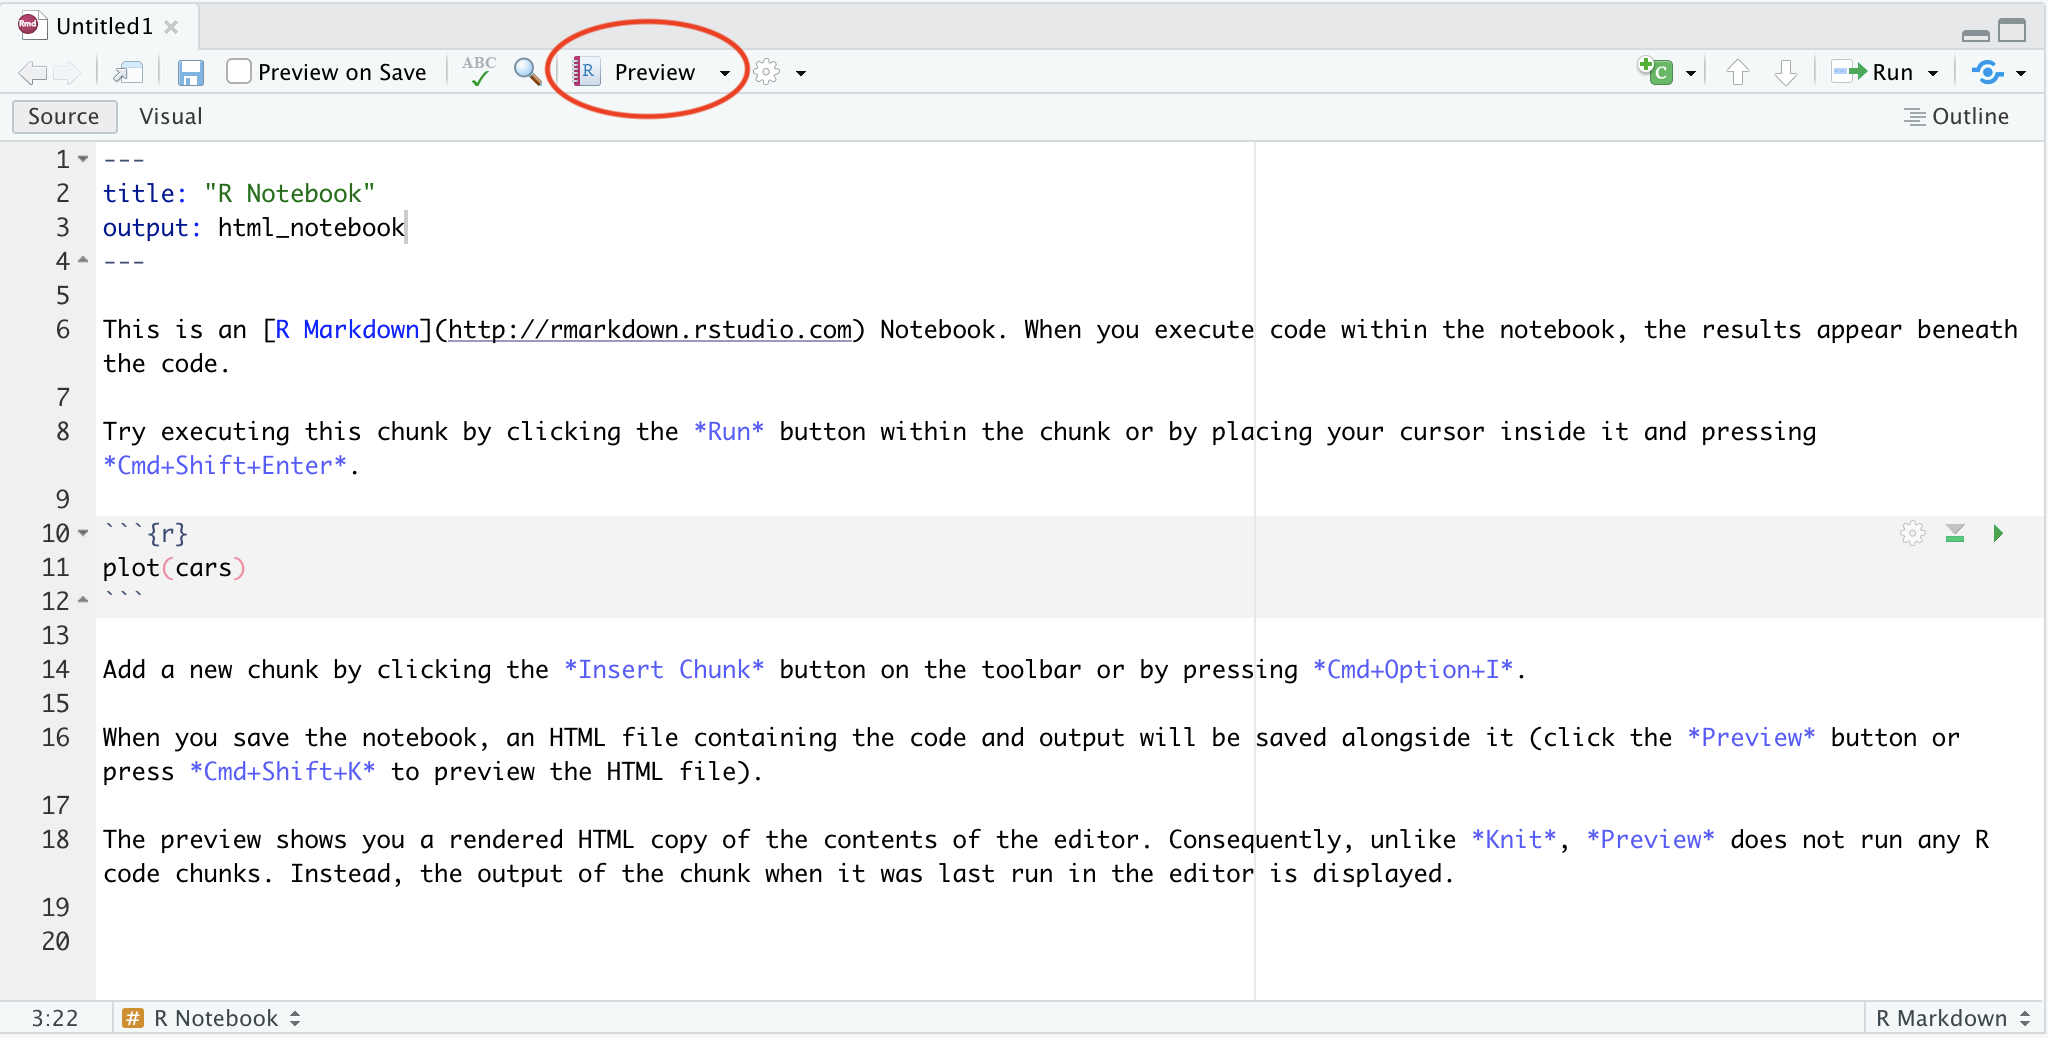 Rmd Untitled1
Preview on Save ABC R Preview C Run
Source Visual Outline
1 ---
2 title: "R Notebook"
3 output: html_notebook
4 ---
5
6 This is an [R Markdown](http://rmarkdown.rstudio.com) Notebook. When you execute code within the notebook, the results appear beneath
the code.
7
8 Try executing this chunk by clicking the *Run* button within the chunk or by placing your cursor inside it and pressing
*Cmd+Shift+Enter*.
9
10 ```{r}
11 plot(cars)
12 ```
13
14 Add a new chunk by clicking the *Insert Chunk* button on the toolbar or by pressing *Cmd+Option+I*.
15
16 When you save the notebook, an HTML file containing the code and output will be saved alongside it (click the *Preview* button or
press *Cmd+Shift+K* to preview the HTML file).
17
18 The preview shows you a rendered HTML copy of the contents of the editor. Consequently, unlike *Knit*, *Preview* does not run any R
code chunks. Instead, the output of the chunk when it was last run in the editor is displayed.
19
20
3:22 # R Notebook R Markdown